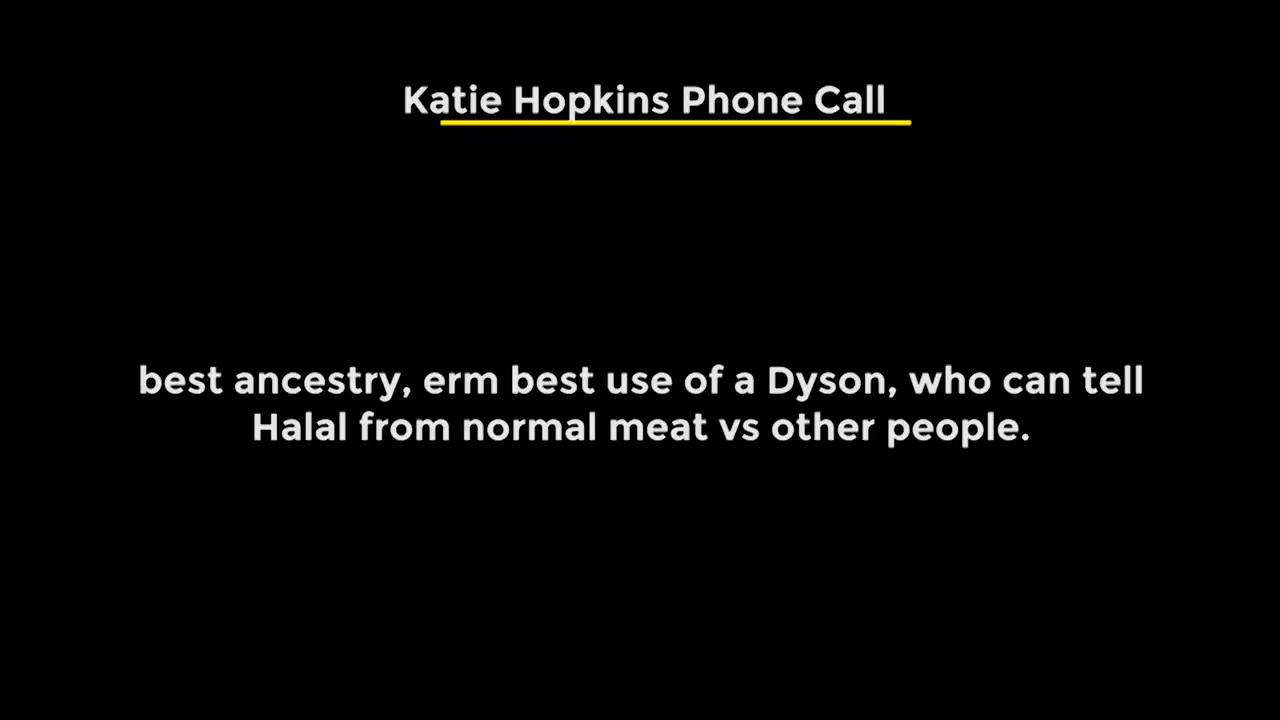 Katie Hopkins Phone Call
best ancestry, erm best use of a Dyson, who can tell
Halal from normal meat vs other people.